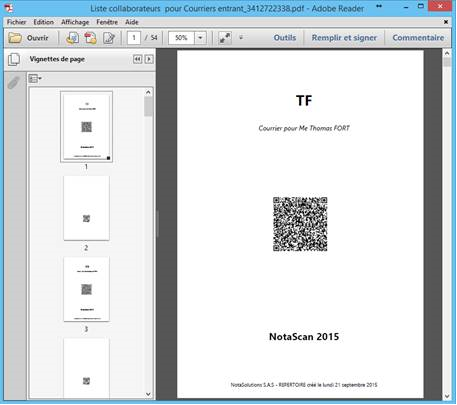 Liste collaborateurs pour Courriers entrant_3412722338.pdf - Adobe Reader
Fichier Edition Affichage Fenêtre Aide
Ouvrir 1 / 54 50% Outils Remplir et signer Commentaire
Vignettes de page
TF
1
2
TF
3
TF
Courrier pour Me Thomas FORT
NotaScan 2015
NotaSolutions S.A.S - REPERTOIRE créé le lundi 21 septembre 2015